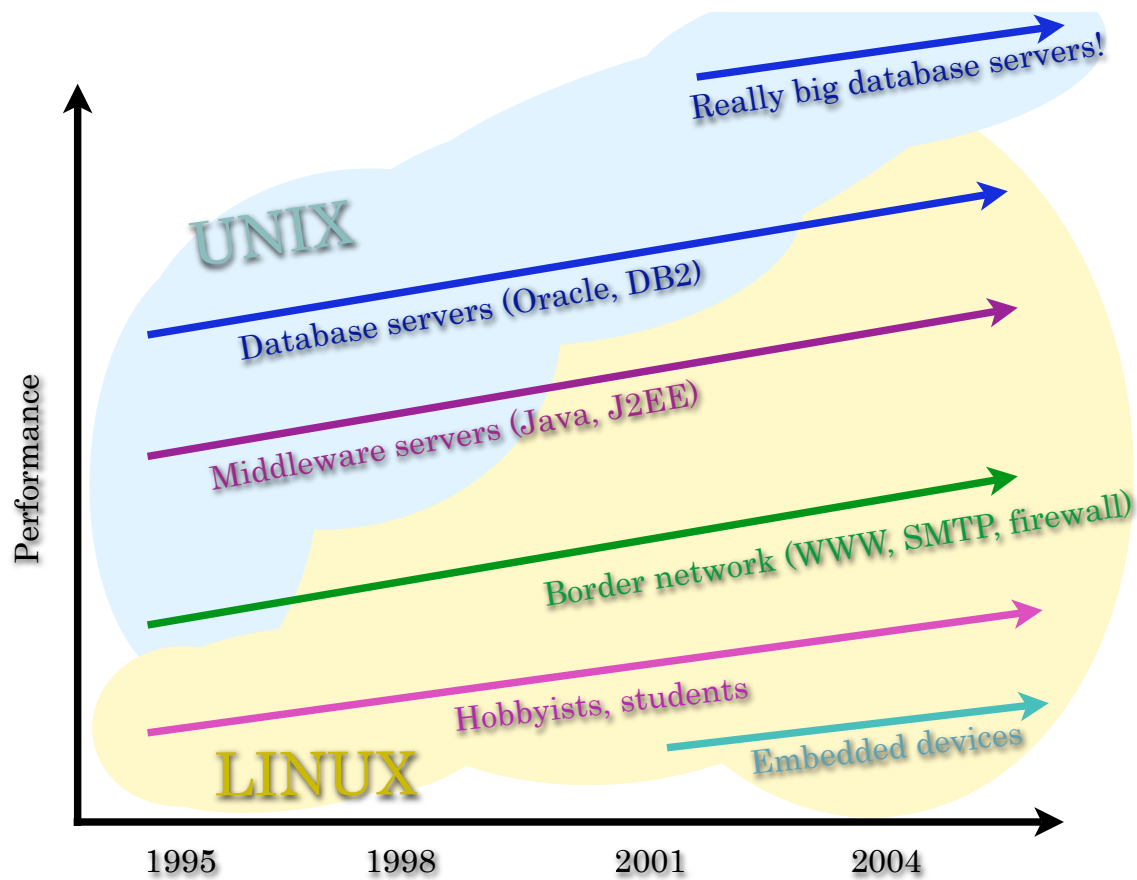 Really big database servers!
UNIX
Database servers (Oracle, DB2)
Middleware servers (Java, J2EE)
Performance
Border network (WWW, SMTP, firewall)
Hobbyists, students
Embedded devices
LINUX
1995 1998 2001 2004